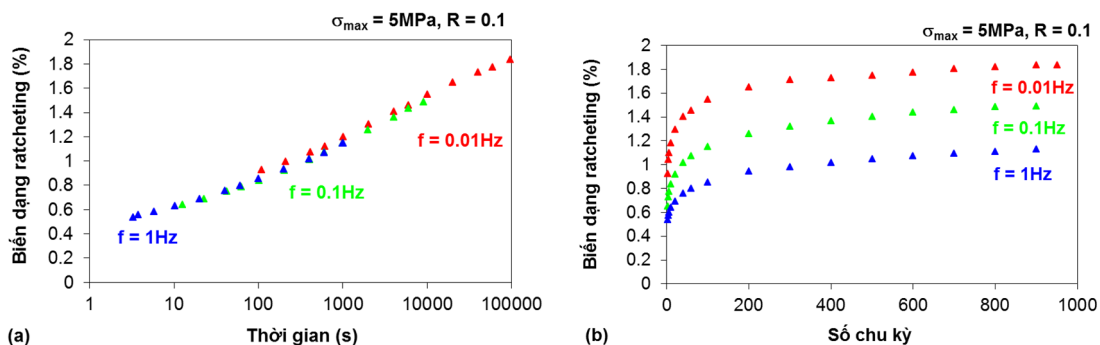 σmax = 5MPa, R = 0.1
Biến dạng ratcheting (%)
2
1.8
1.6
1.4
1.2
1
0.8
0.6
0.4
0.2
0
f = 0.01Hz
f = 0.1Hz
f = 1Hz
1 10 100 1000 10000 100000
(a) Thời gian (s)
σmax = 5MPa, R = 0.1
Biến dạng ratcheting (%)
2
1.8
1.6
1.4
1.2
1
0.8
0.6
0.4
0.2
0
f = 0.01Hz
f = 0.1Hz
f = 1Hz
0 200 400 600 800 1000
(b) Số chu kỳ